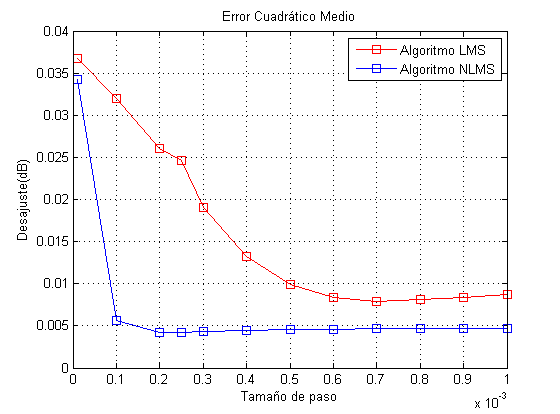 Error Cuadrático Medio
Algoritmo LMS
Algoritmo NLMS
Desajuste(dB)
0.04
0.035
0.03
0.025
0.02
0.015
0.01
0.005
0
0 0.1 0.2 0.3 0.4 0.5 0.6 0.7 0.8 0.9 1
Tamaño de paso
x 10^-3